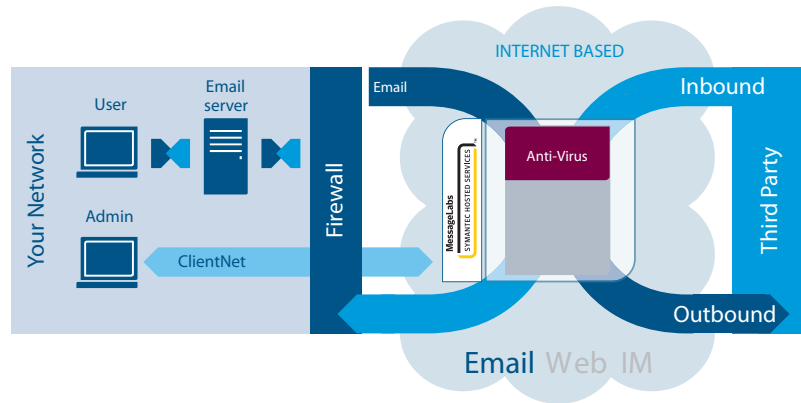 INTERNET BASED
Your Network
User
Email
server
Admin
ClientNet
Firewall
Email
MessageLabs
SYMANTEC HOSTED SERVICES
Anti-Virus
Inbound
Third Party
Outbound
Email Web IM